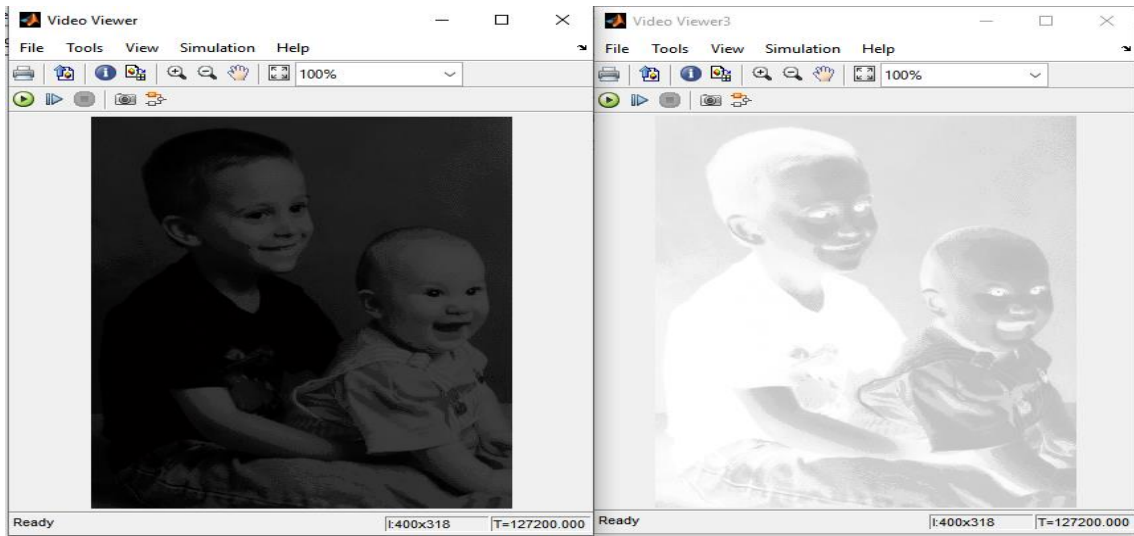 Video Viewer
File Tools View Simulation Help
100%
Ready I:400x318 T=127200.000
Video Viewer3
File Tools View Simulation Help
100%
Ready I:400x318 T=127200.000